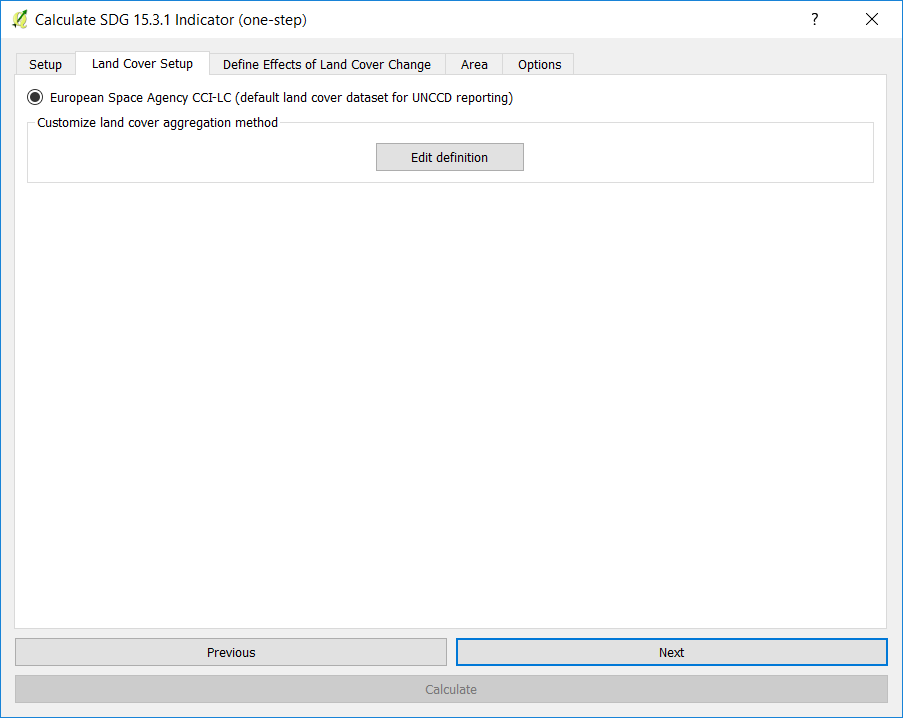 Calculate SDG 15.3.1 Indicator (one-step)
?
Setup
Land Cover Setup
Define Effects of Land Cover Change
Area
Options
European Space Agency CCI-LC (default land cover dataset for UNCCD reporting)
Customize land cover aggregation method
Edit definition
Previous
Next
Calculate